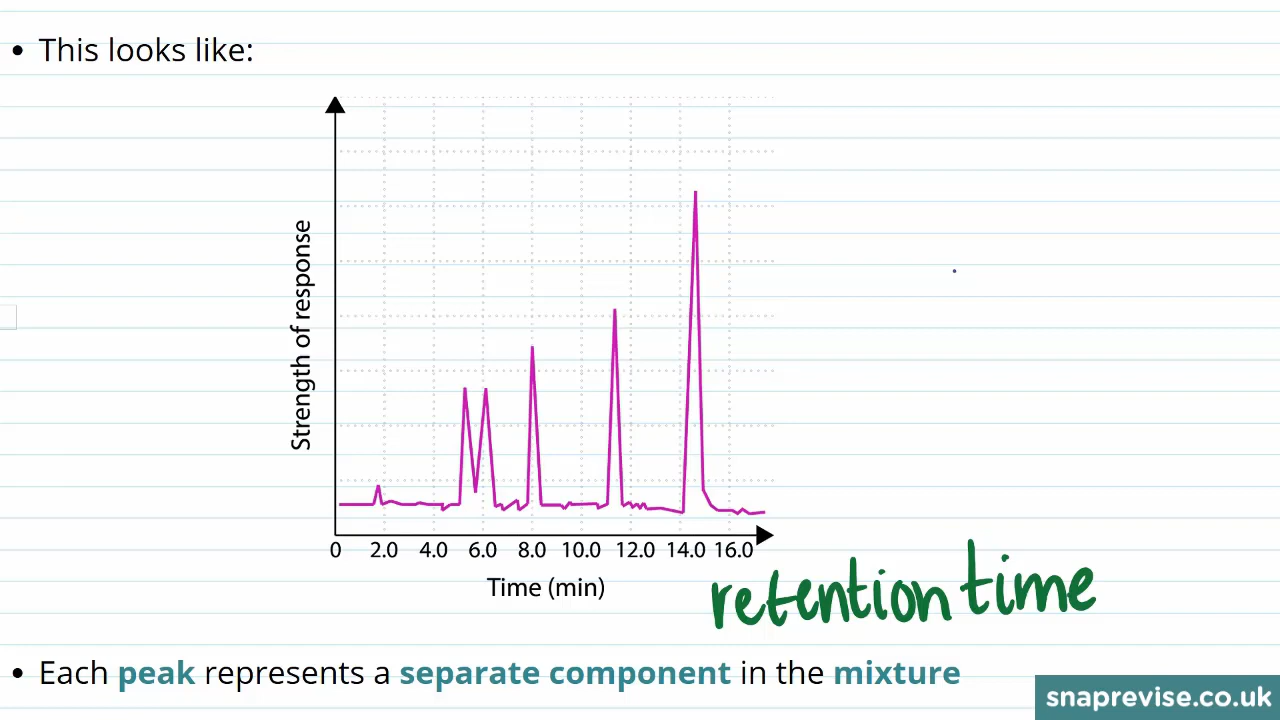 • This looks like:
Strength of response
0 2.0 4.0 6.0 8.0 10.0 12.0 14.0 16.0
Time (min)
retention time
• Each peak represents a separate component in the mixture
snaprevise.co.uk